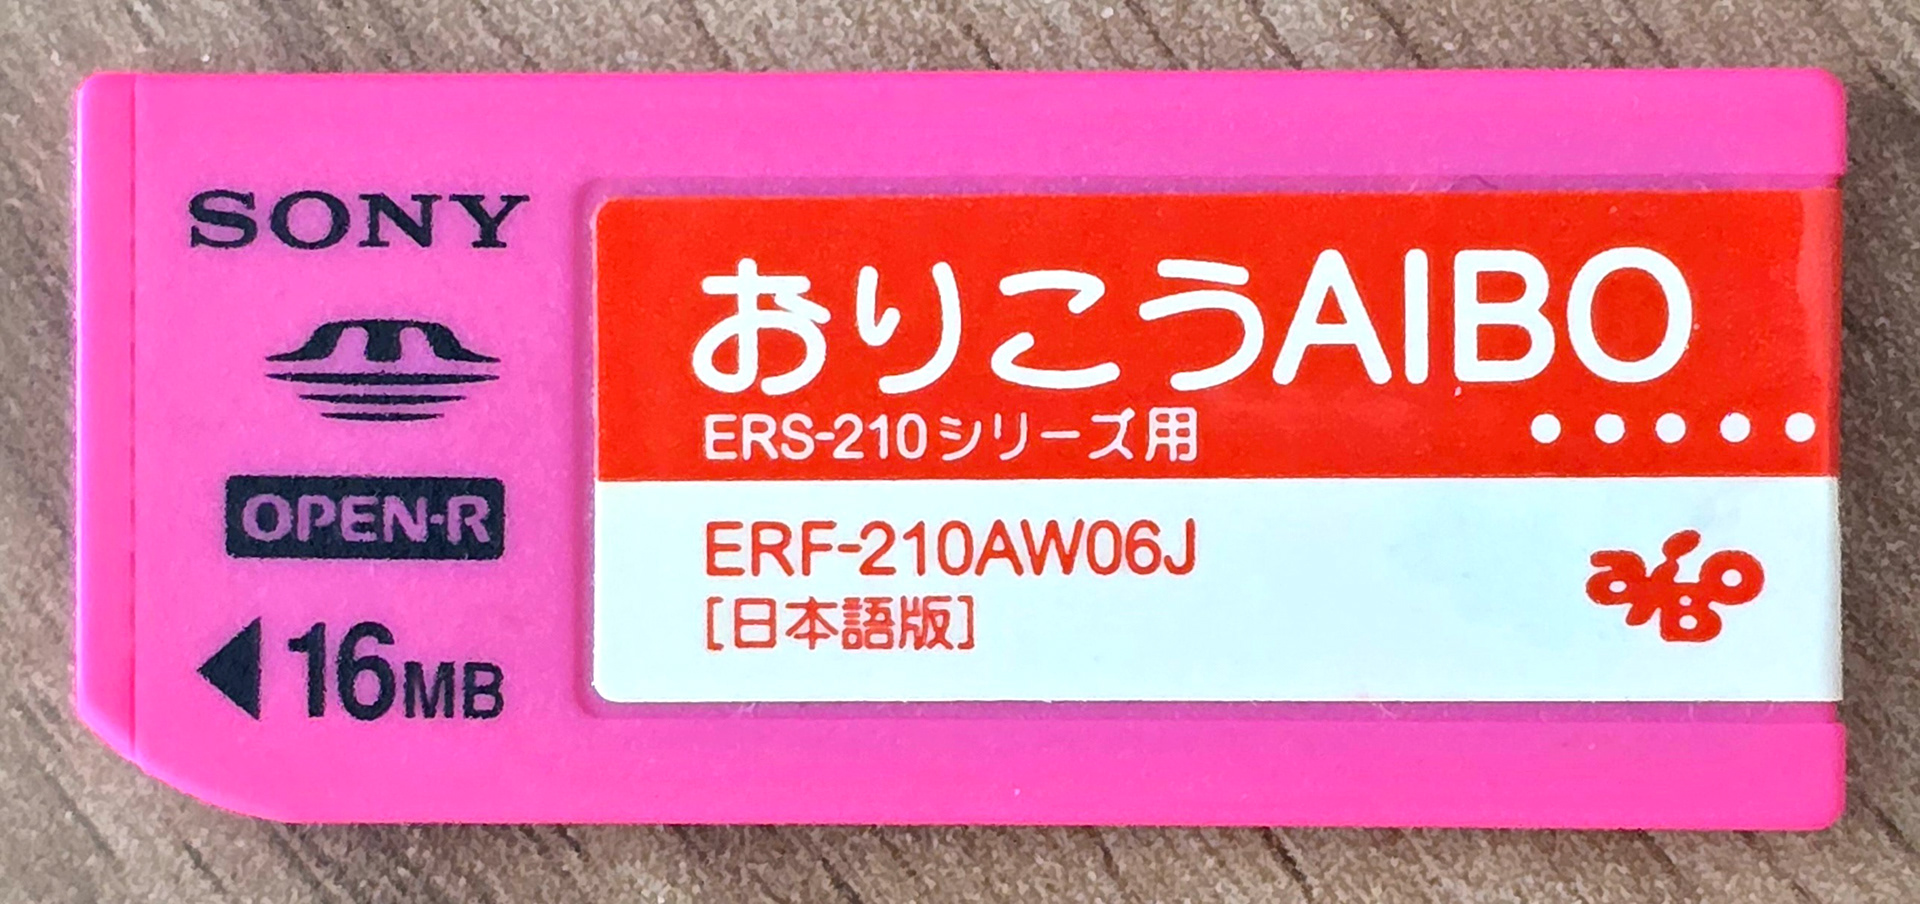 SONY
OPEN-R
16MB
おりこうAIBO
ERS-210シリーズ用
ERF-210AW06J
[日本語版]
aiBo